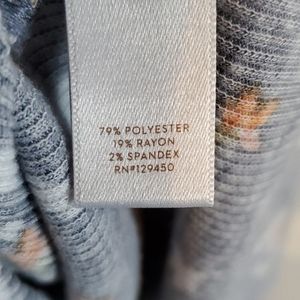 79% POLYESTER
19% RAYON
2% SPANDEX
RN#129450